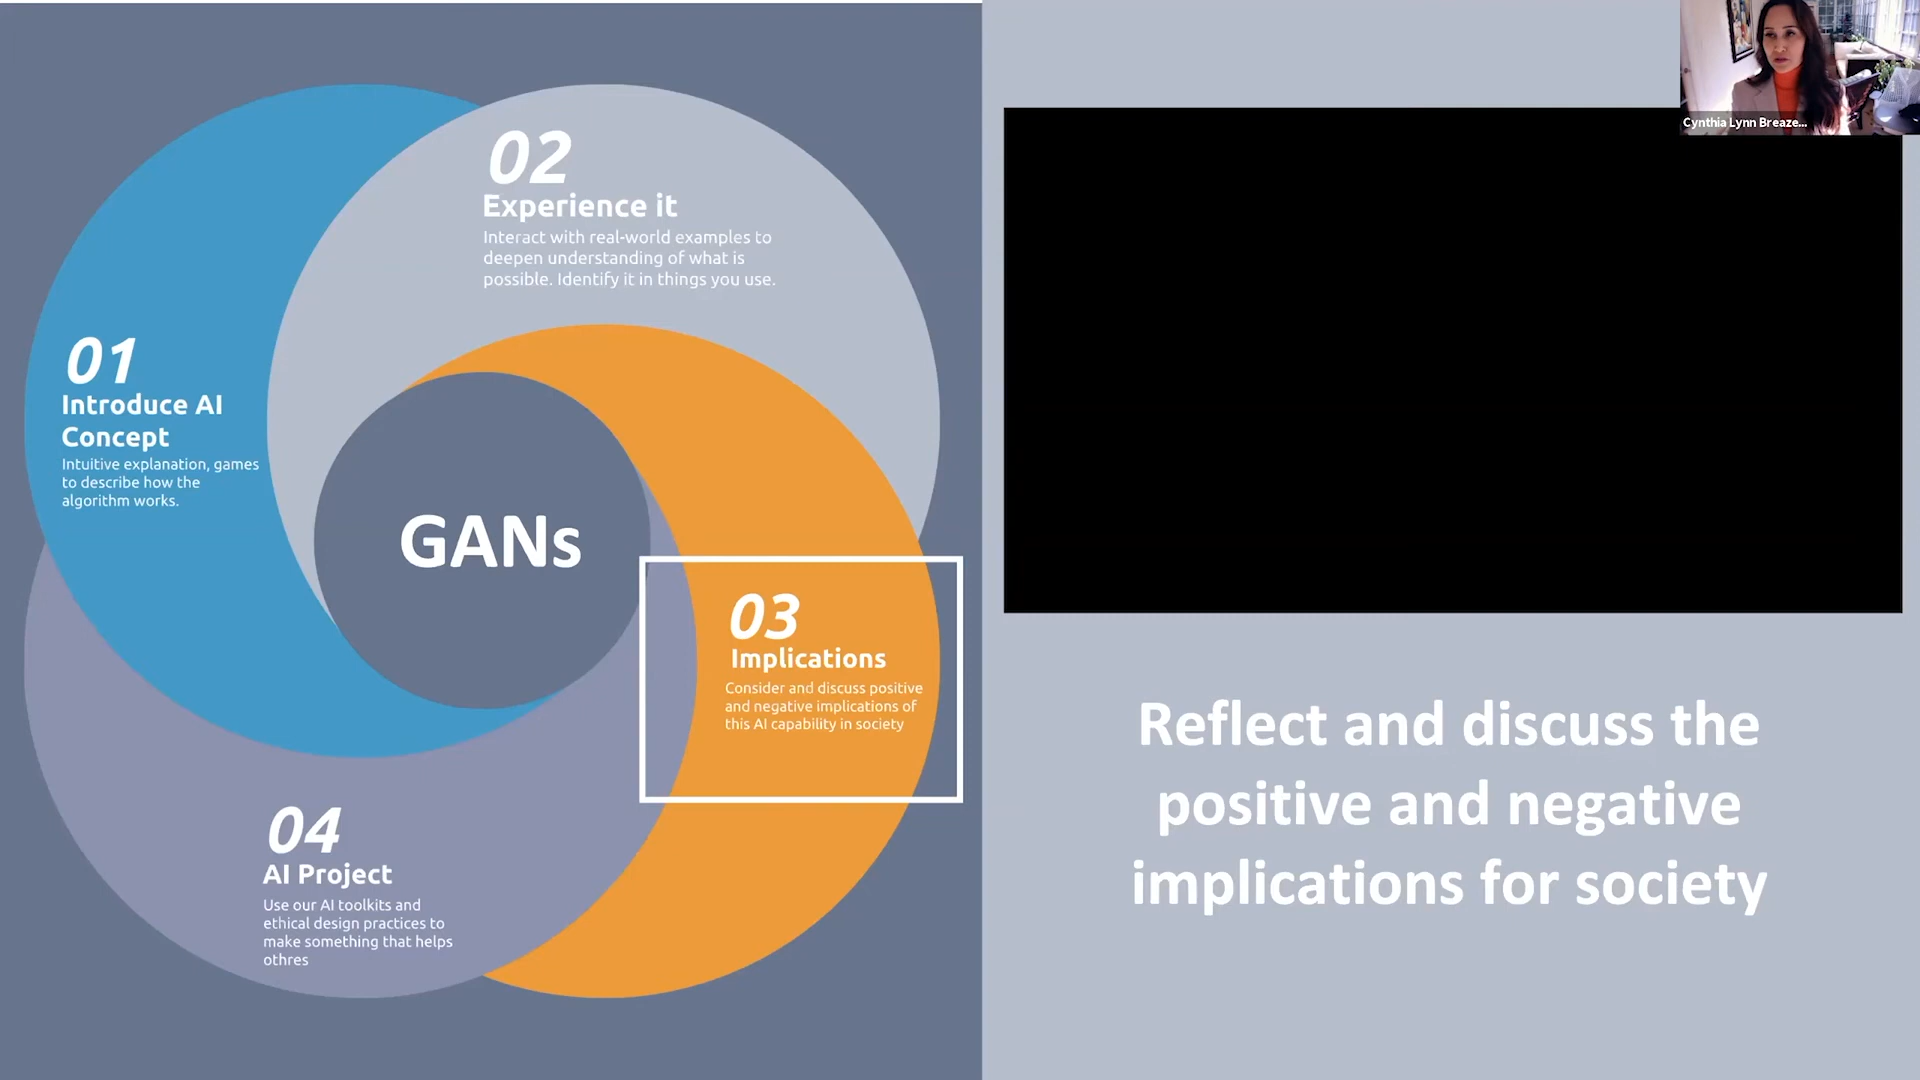 01
Introduce AI
Concept
Intuitive explanation, games
to describe how the
algorithm works.
02
Experience it
Interact with real-world examples to
deepen understanding of what is
possible. Identify it in things you use.
GANs
03
Implications
Consider and discuss positive
and negative implications of
this AI capability in society
04
AI Project
Use our AI toolkits and
ethical design practices to
make something that helps
othres
Cynthia Lynn Breaze...
Reflect and discuss the
positive and negative
implications for society